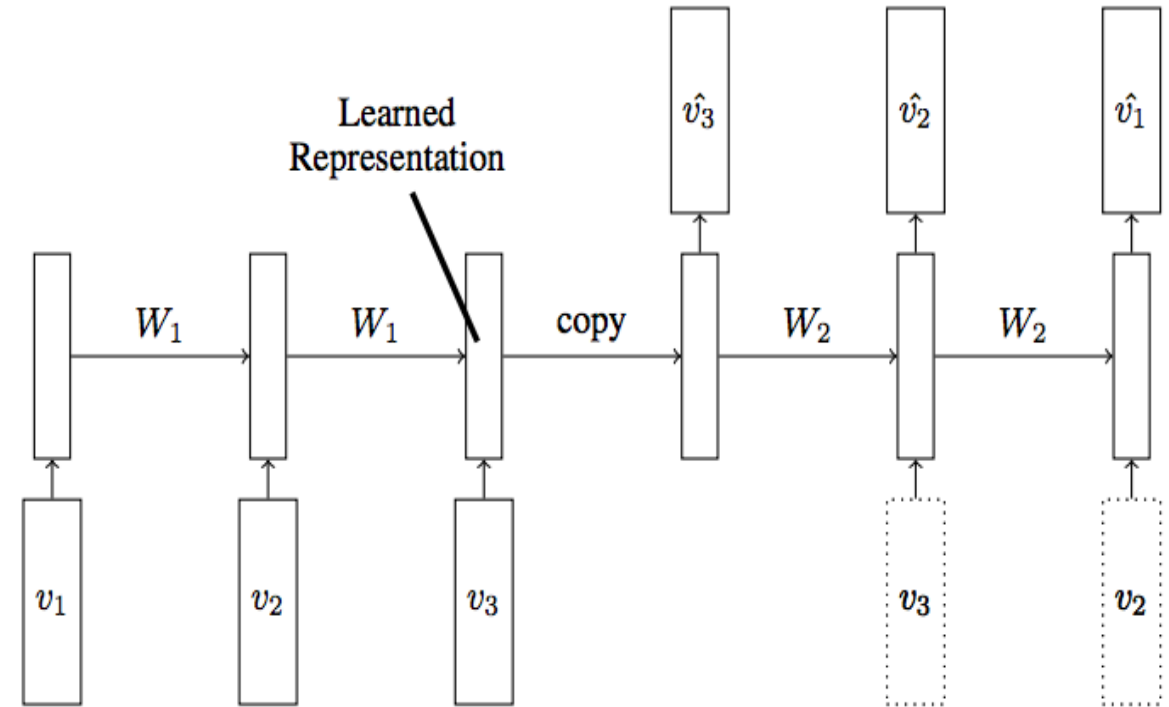 v̂₃
v̂₂
v̂₁
Learned
Representation
W₁
W₁
copy
W₂
W₂
v₁
v₂
v₃
v₃
v₂